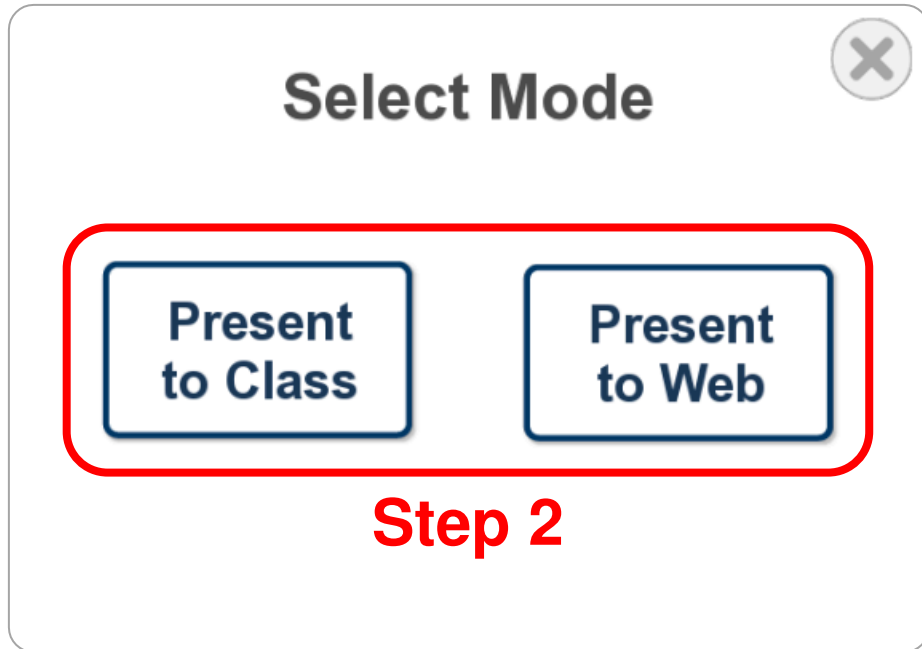 Select Mode
Present
to Class
Present
to Web
Step 2